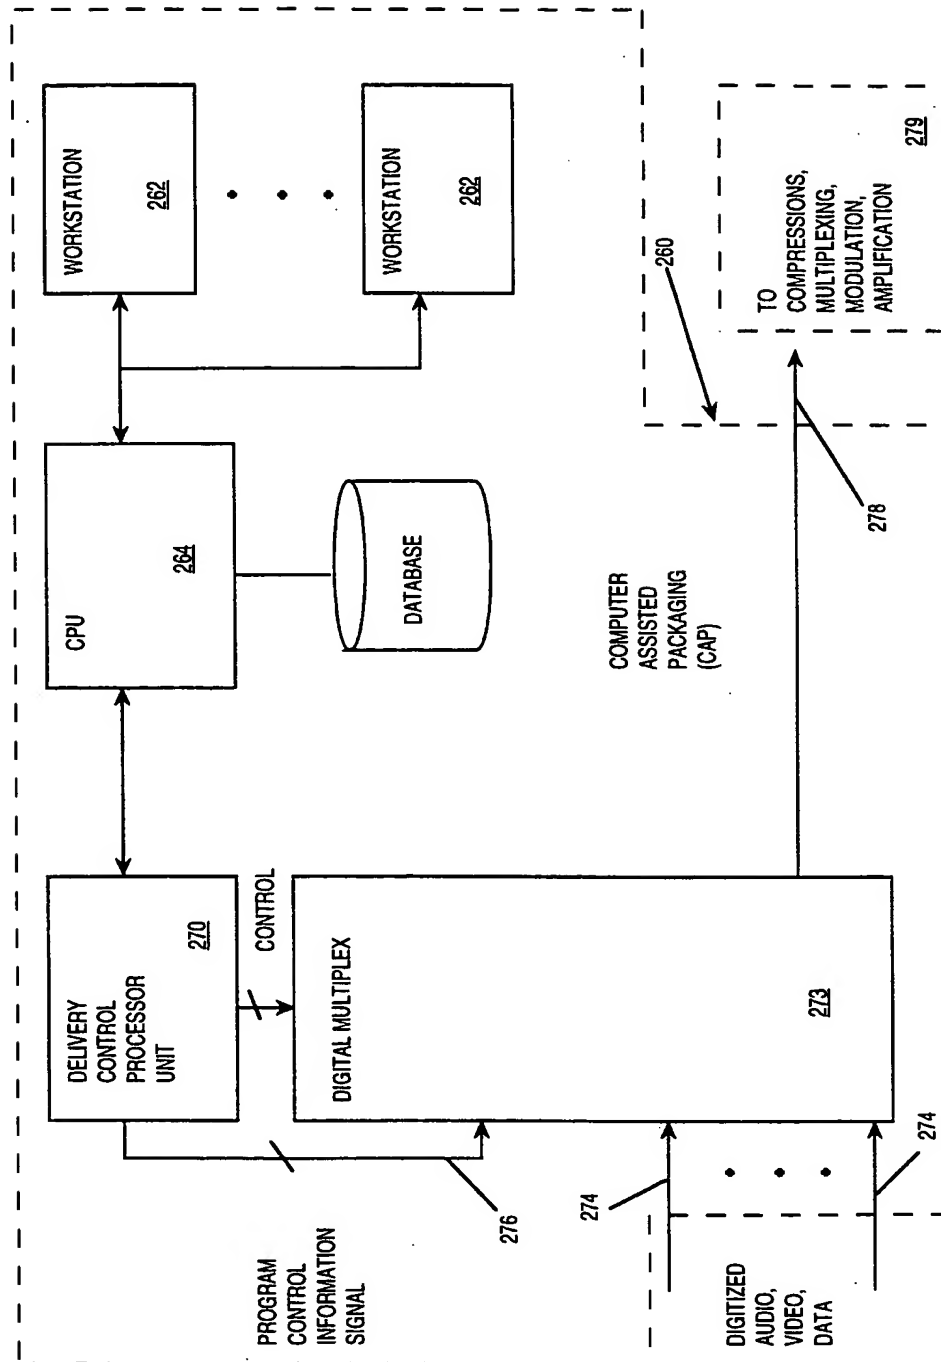 PROGRAM
CONTROL
INFORMATION
SIGNAL
DELIVERY
CONTROL
PROCESSOR
UNIT
270
CPU
264
WORKSTATION
262
WORKSTATION
262
CONTROL
DATABASE
276
DIGITAL MULTIPLEX
273
COMPUTER
ASSISTED
PACKAGING
(CAP)
260
274
274
DIGITIZED
AUDIO,
VIDEO,
DATA
278
TO
COMPRESSIONS,
MULTIPLEXING,
MODULATION,
AMPLIFICATION
279